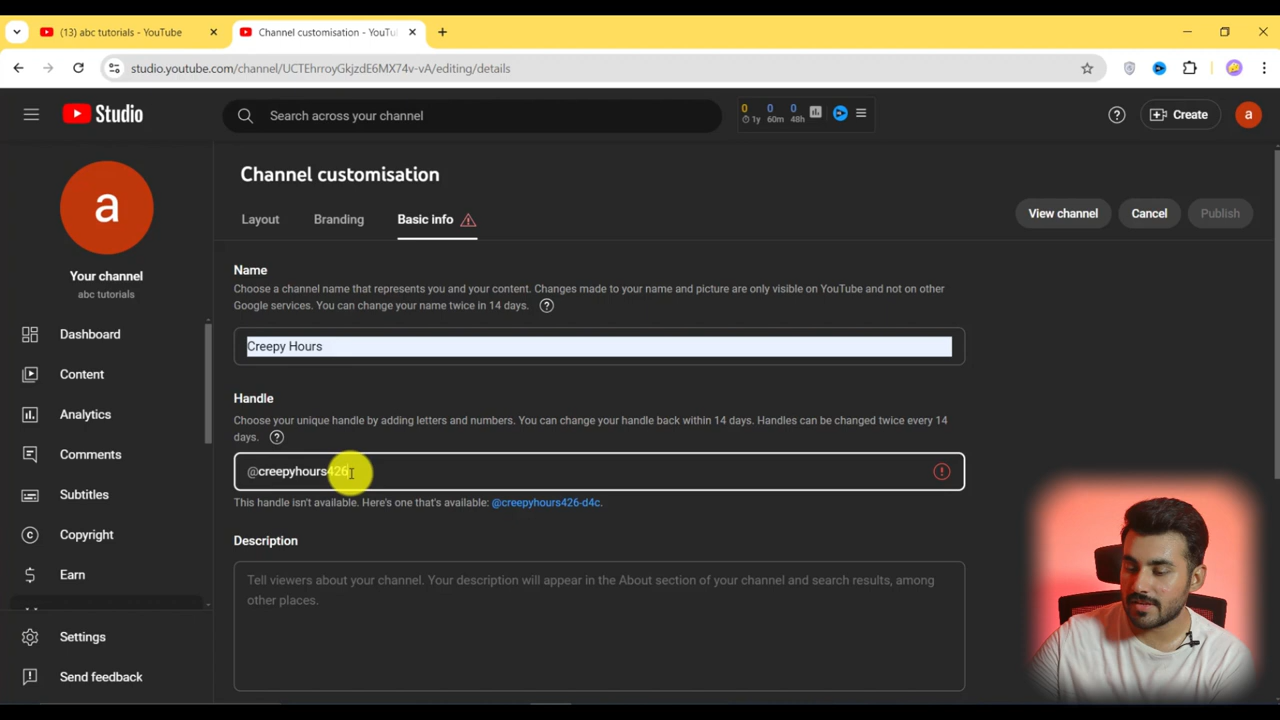 (13) abc tutorials - YouTube
Channel customisation - YouTu
studio.youtube.com/channel/UCTEhrroyGkjzdE6MX74v-vA/editing/details
Studio
Search across your channel
0 0 0
1y 60m 48h
Create
a
a
Your channel
abc tutorials
Dashboard
Content
Analytics
Comments
Subtitles
Copyright
Earn
Settings
Send feedback
Channel customisation
Layout Branding Basic info
View channel Cancel Publish
Name
Choose a channel name that represents you and your content. Changes made to your name and picture are only visible on YouTube and not on other
Google services. You can change your name twice in 14 days.
Creepy Hours
Handle
Choose your unique handle by adding letters and numbers. You can change your handle back within 14 days. Handles can be changed twice every 14
days.
@creepyhours426
This handle isn't available. Here's one that's available: @creepyhours426-d4c.
Description
Tell viewers about your channel. Your description will appear in the About section of your channel and search results, among
other places.